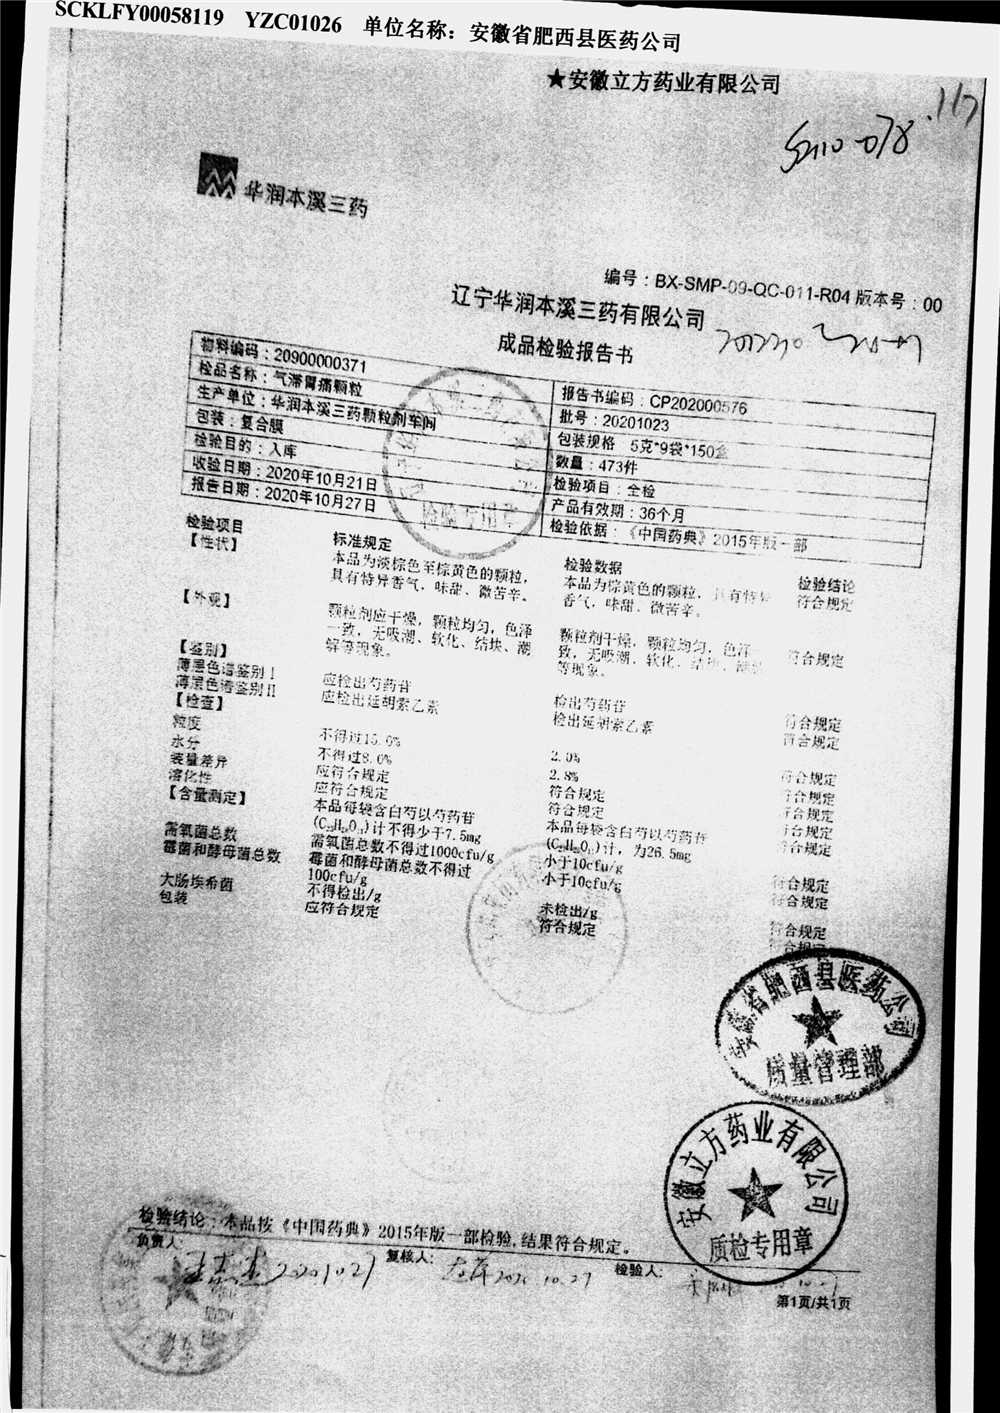 SCKLFY00058119 YZC01026 单位名称：安徽省肥西县医药公司
★安徽立方药业有限公司
117
华润本溪三药
编号：BX-SMP-09-QC-011-R04 版本号：00
辽宁华润本溪三药有限公司
成品检验报告书
物料编码：20900000371
检品名称：气滞胃痛颗粒 报告书编码：CP202000576
生产单位：华润本溪三药颗粒剂车间 批号：20201023
包装：复合膜 包装规格 5克*9袋*150盒
检验目的：入库 数量：473件
收验日期：2020年10月21日 检验项目：全检
报告日期：2020年10月27日 产品有效期：36个月
检验依据：《中国药典》2015年版一部
检验项目 标准规定 检验数据 检验结论
【性状】 本品为淡棕色至棕黄色的颗粒， 本品为棕黄色的颗粒，具有特异 符合规定
具有特异香气，味甜、微苦辛。 香气，味甜、微苦辛。
【外观】 颗粒剂应干燥，颗粒均匀，色泽 颗粒剂干燥，颗粒均匀，色泽 符合规定
一致，无吸潮、软化、结块、潮 致，无吸潮、软化、结块、潮
解等现象。 等现象。
【鉴别】
薄层色谱鉴别Ⅰ 应检出芍药苷 检出芍药苷 符合规定
薄层色谱鉴别Ⅱ 应检出延胡索乙素 检出延胡索乙素 符合规定
【检查】
粒度 不得过15.0% 2.0% 符合规定
水分 不得过8.0% 2.8% 符合规定
装量差异 应符合规定 符合规定 符合规定
溶化性 应符合规定 符合规定 符合规定
【含量测定】 本品每袋含白芍以芍药苷 本品每袋含白芍以芍药苷 符合规定
(C₂₃H₂₈O₁₁)计不得少于7.5mg (C₂₃H₂₈O₁₁)计，为26.5mg
需氧菌总数 需氧菌总数不得过1000cfu/g 小于10cfu/g 符合规定
霉菌和酵母菌总数 霉菌和酵母菌总数不得过 小于10cfu/g 符合规定
100cfu/g
大肠埃希菌 不得检出/g 未检出/g 符合规定
包装 应符合规定 符合规定 符合规定
检验专用章
安徽省肥西县医药公司
质量管理部
安徽立方药业有限公司
质检专用章
检验结论：本品按《中国药典》2015年版一部检验,结果符合规定。
负责人： 复核人： 检验人：
第1页/共1页